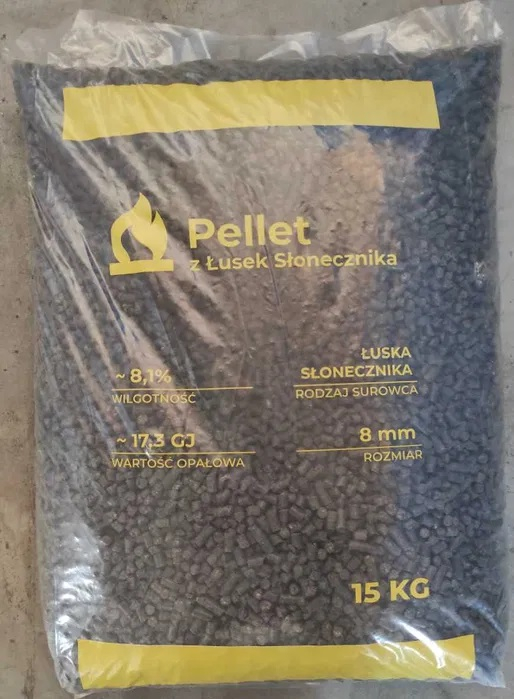 Pellet
z Łusek Słonecznika
~ 8,1%
WILGOTNOŚĆ
ŁUSKA
SŁONECZNIKA
RODZAJ SUROWCA
~ 17,3 GJ
WARTOŚĆ OPAŁOWA
8 mm
ROZMIAR
15 KG